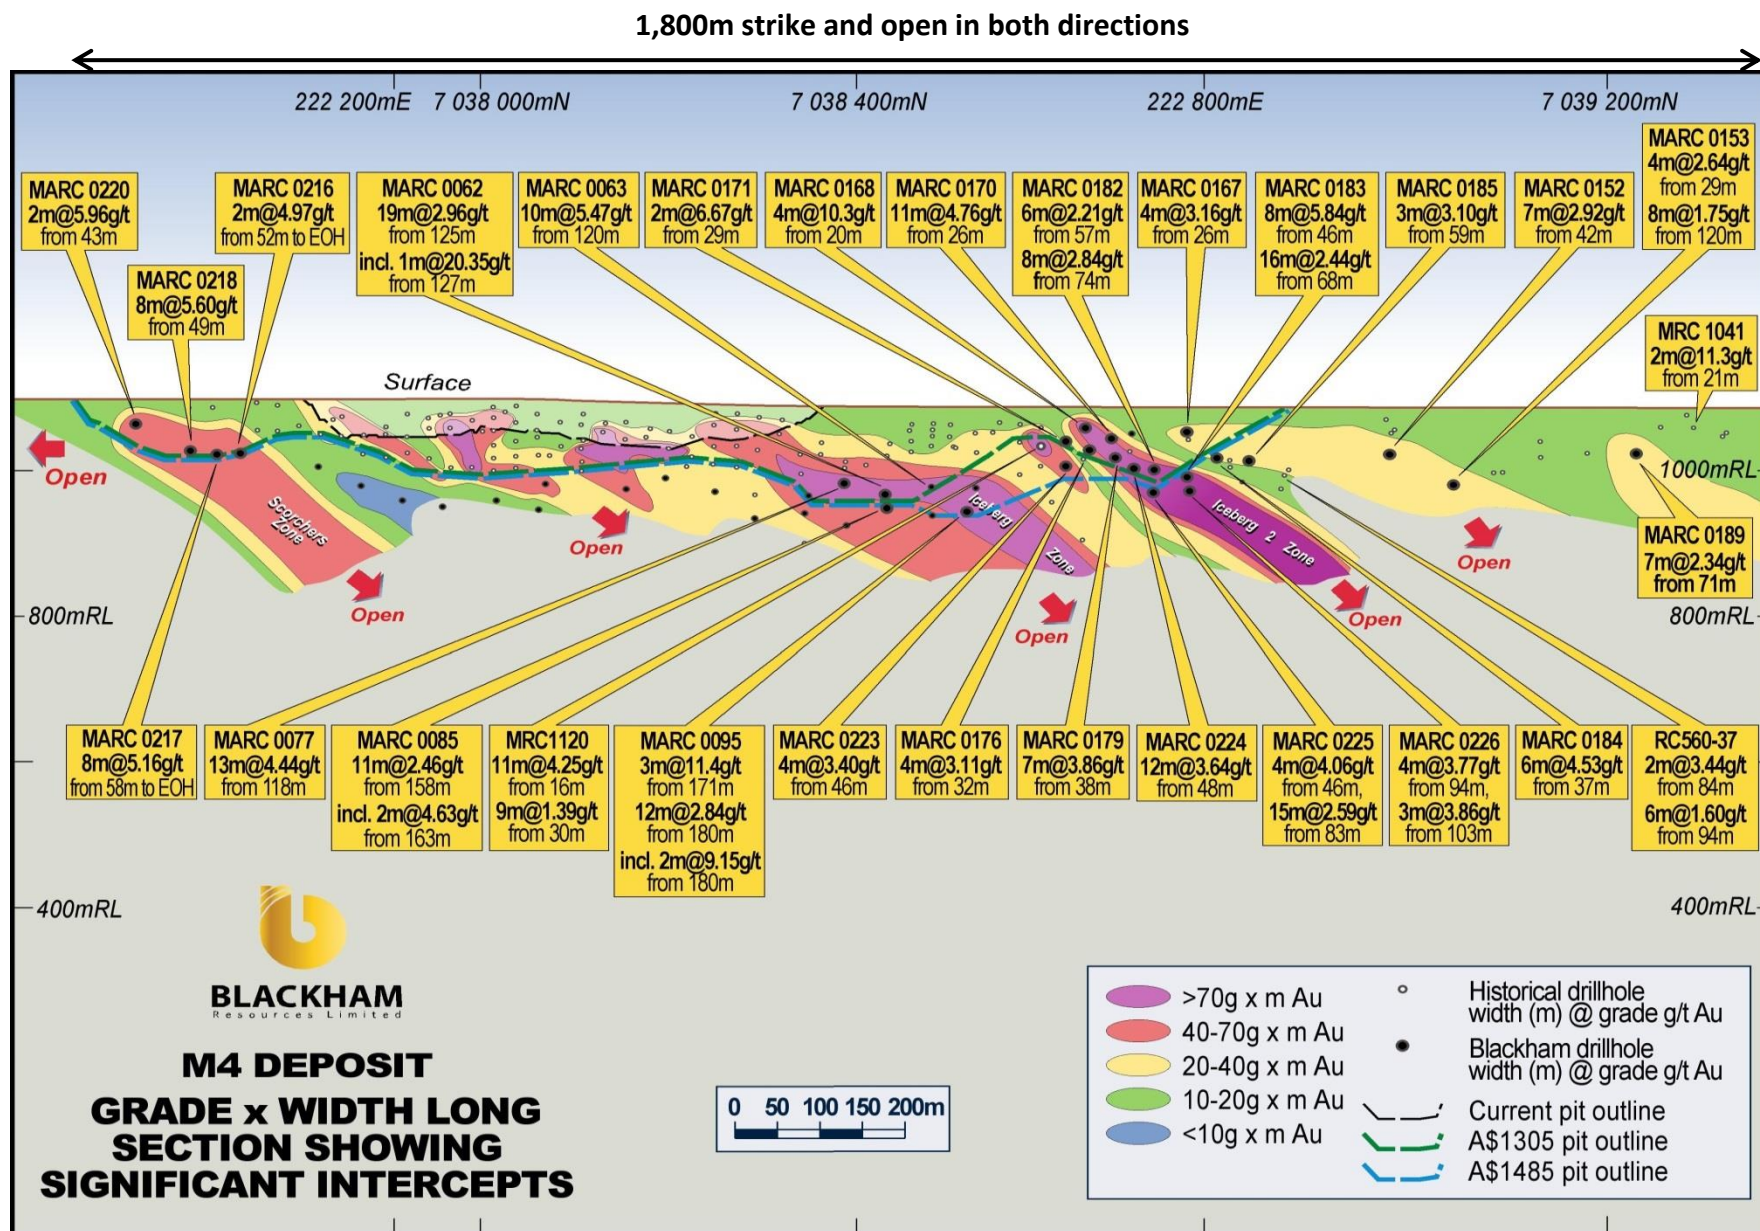 1,800m strike and open in both directions
222 200mE
7 038 000mN
7 038 400mN
222 800mE
7 039 200mN
MARC 0153
4m@2.64g/t
from 29m
8m@1.75g/t
from 120m
MARC 0220
2m@5.96g/t
from 43m
MARC 0216
2m@4.97g/t
from 52m to EOH
MARC 0062
19m@2.96g/t
from 125m
incl. 1m@20.35g/t
from 127m
MARC 0063
10m@5.47g/t
from 120m
MARC 0171
2m@6.67g/t
from 29m
MARC 0168
4m@10.3g/t
from 20m
MARC 0170
11m@4.76g/t
from 26m
MARC 0182
6m@2.21g/t
from 57m
8m@2.84g/t
from 74m
MARC 0167
4m@3.16g/t
from 26m
MARC 0183
8m@5.84g/t
from 46m
16m@2.44g/t
from 68m
MARC 0185
3m@3.10g/t
from 59m
MARC 0152
7m@2.92g/t
from 42m
MARC 0218
8m@5.60g/t
from 49m
MRC 1041
2m@11.3g/t
from 21m
Surface
Open
Scorchers
Zone
Open
Open
Iceberg
Zone
Open
Iceberg 2 Zone
Open
Open
1000mRL
MARC 0189
7m@2.34g/t
from 71m
800mRL
800mRL
MARC 0217
8m@5.16g/t
from 58m to EOH
MARC 0077
13m@4.44g/t
from 118m
MARC 0085
11m@2.46g/t
from 158m
incl. 2m@4.63g/t
from 163m
MRC1120
11m@4.25g/t
from 16m
9m@1.39g/t
from 30m
MARC 0095
3m@11.4g/t
from 171m
12m@2.84g/t
from 180m
incl. 2m@9.15g/t
from 180m
MARC 0223
4m@3.40g/t
from 46m
MARC 0176
4m@3.11g/t
from 32m
MARC 0179
7m@3.86g/t
from 38m
MARC 0224
12m@3.64g/t
from 48m
MARC 0225
4m@4.06g/t
from 46m,
15m@2.59g/t
from 83m
MARC 0226
4m@3.77g/t
from 94m,
3m@3.86g/t
from 103m
MARC 0184
6m@4.53g/t
from 37m
RC560-37
2m@3.44g/t
from 84m
6m@1.60g/t
from 94m
400mRL
400mRL
BLACKHAM
Resources Limited
M4 DEPOSIT
GRADE x WIDTH LONG
SECTION SHOWING
SIGNIFICANT INTERCEPTS
0 50 100 150 200m
>70g x m Au
40-70g x m Au
20-40g x m Au
10-20g x m Au
<10g x m Au
Historical drillhole
width (m) @ grade g/t Au
Blackham drillhole
width (m) @ grade g/t Au
Current pit outline
A$1305 pit outline
A$1485 pit outline